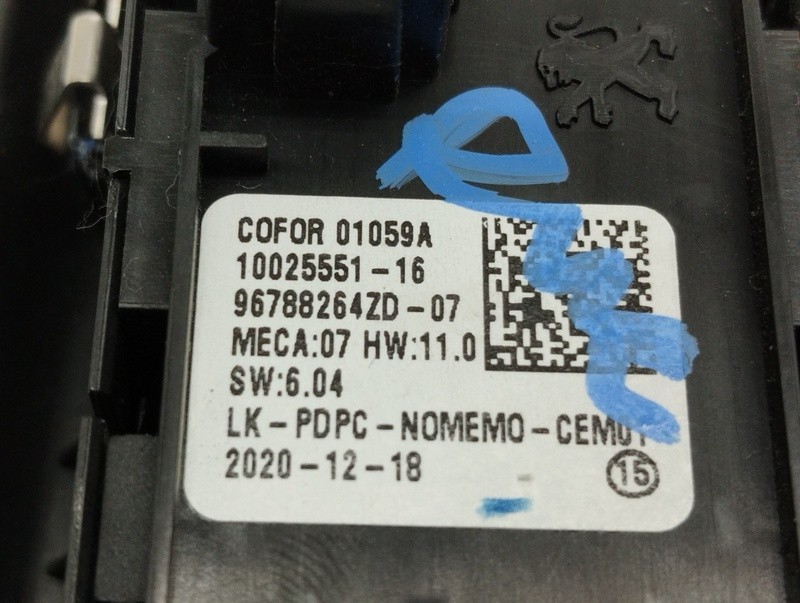 COFOR 01059A
10025551-16
96788264ZD-07
MECA:07 HW:11.0
SW:6.04
LK-PDPC-NOMEMO-CEM01
2020-12-18
15